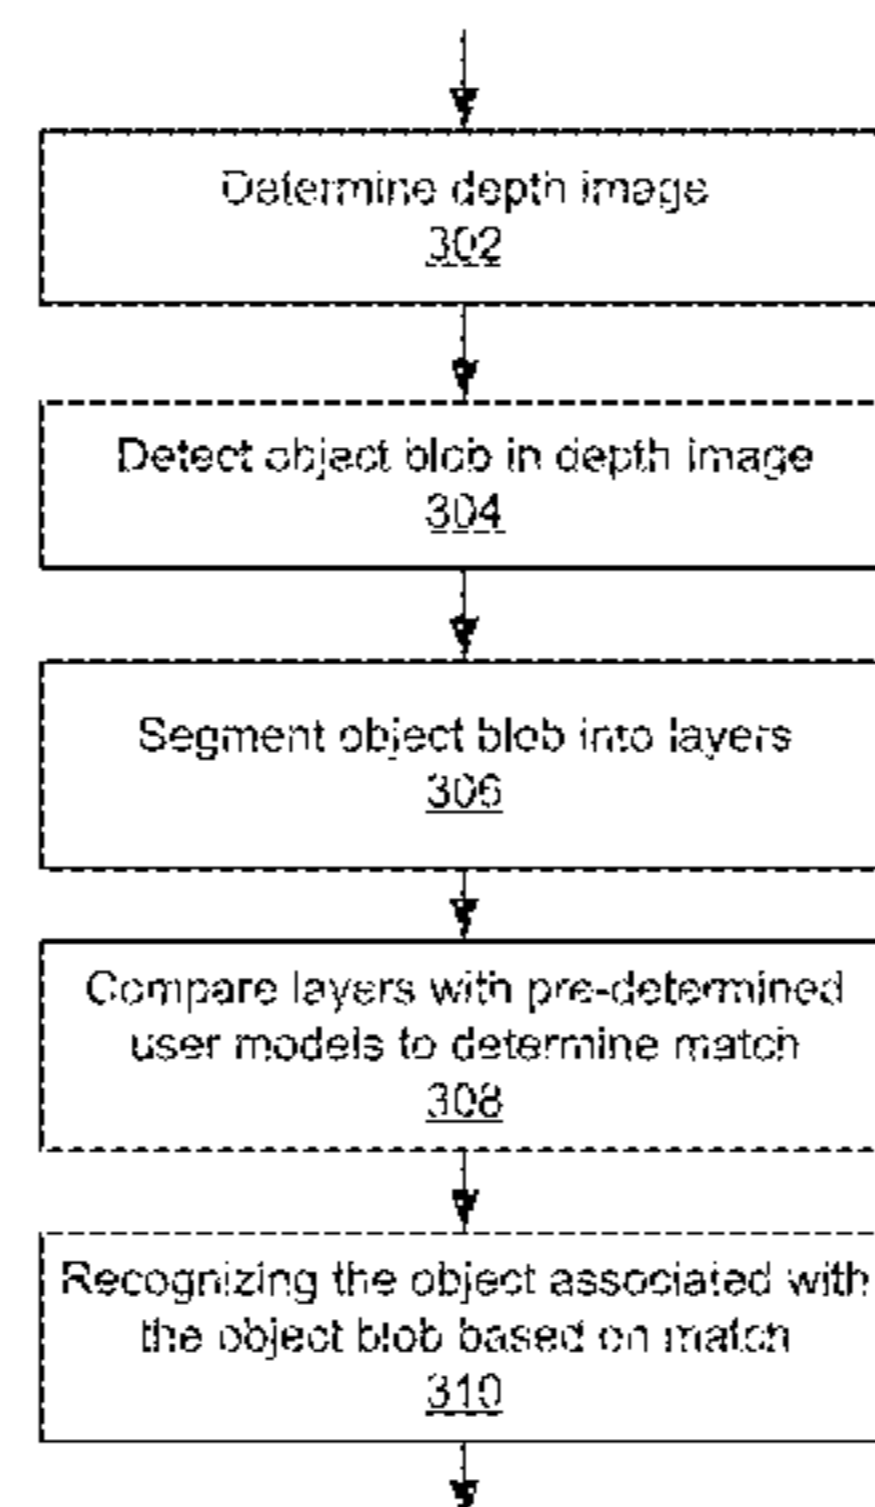 Determine depth image
302
Detect object blob in depth image
304
Segment object blob into layers
306
Compare layers with pre-determined
user models to determine match
308
Recognizing the object associated with
the object blob based on match
310